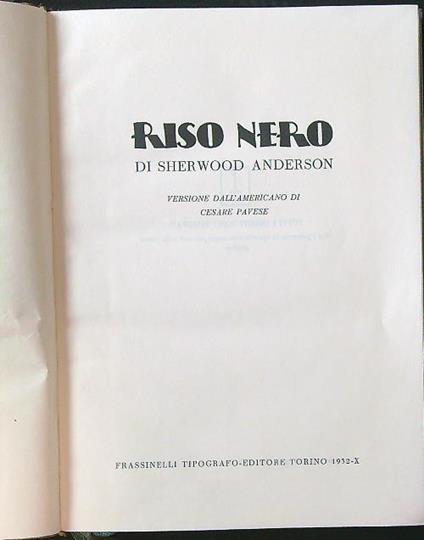 RISO NERO
DI SHERWOOD ANDERSON
VERSIONE DALL'AMERICANO DI
CESARE PAVESE
FRASSINELLI TIPOGRAFO-EDITORE TORINO 1932-X